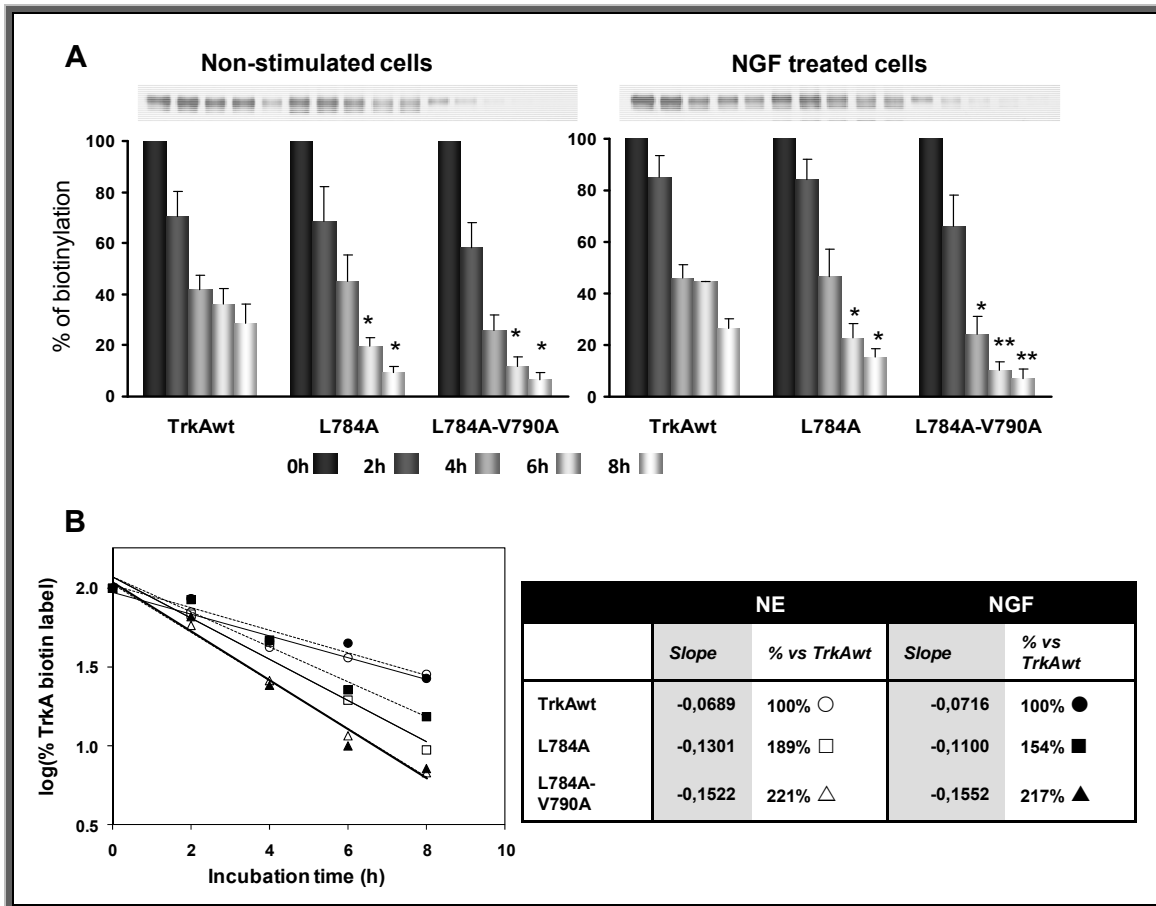 A
Non-stimulated cells
NGF treated cells
% of biotinylation
100
80
60
40
20
0
* * * *
TrkAwt L784A L784A-V790A
100
80
60
40
20
0
* * * ** **
TrkAwt L784A L784A-V790A
0h 2h 4h 6h 8h
B
log(% TrkA biotin label)
2.0
1.5
1.0
0.5
0 2 4 6 8 10
Incubation time (h)
NE NGF
Slope % vs TrkAwt Slope % vs
TrkAwt
TrkAwt -0,0689 100% -0,0716 100%
L784A -0,1301 189% -0,1100 154%
L784A-
V790A -0,1522 221% -0,1552 217%